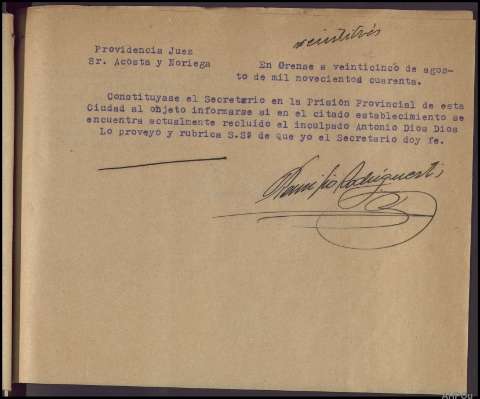 veintitrés
Providencia Juez
Sr. Acosta y Noriega
En Orense a veinticinco de agos-
to de mil novecientos cuarenta.
Constituyase el Secretario en la Prisión Provincial de esta
Ciudad al objeto informarse si en el citado establecimiento se
encuentra actualmente recluído el inculpado Antonio Dios Dios
Lo proveyo y rubrica S.Sª de que yo el Secretario doy fe.